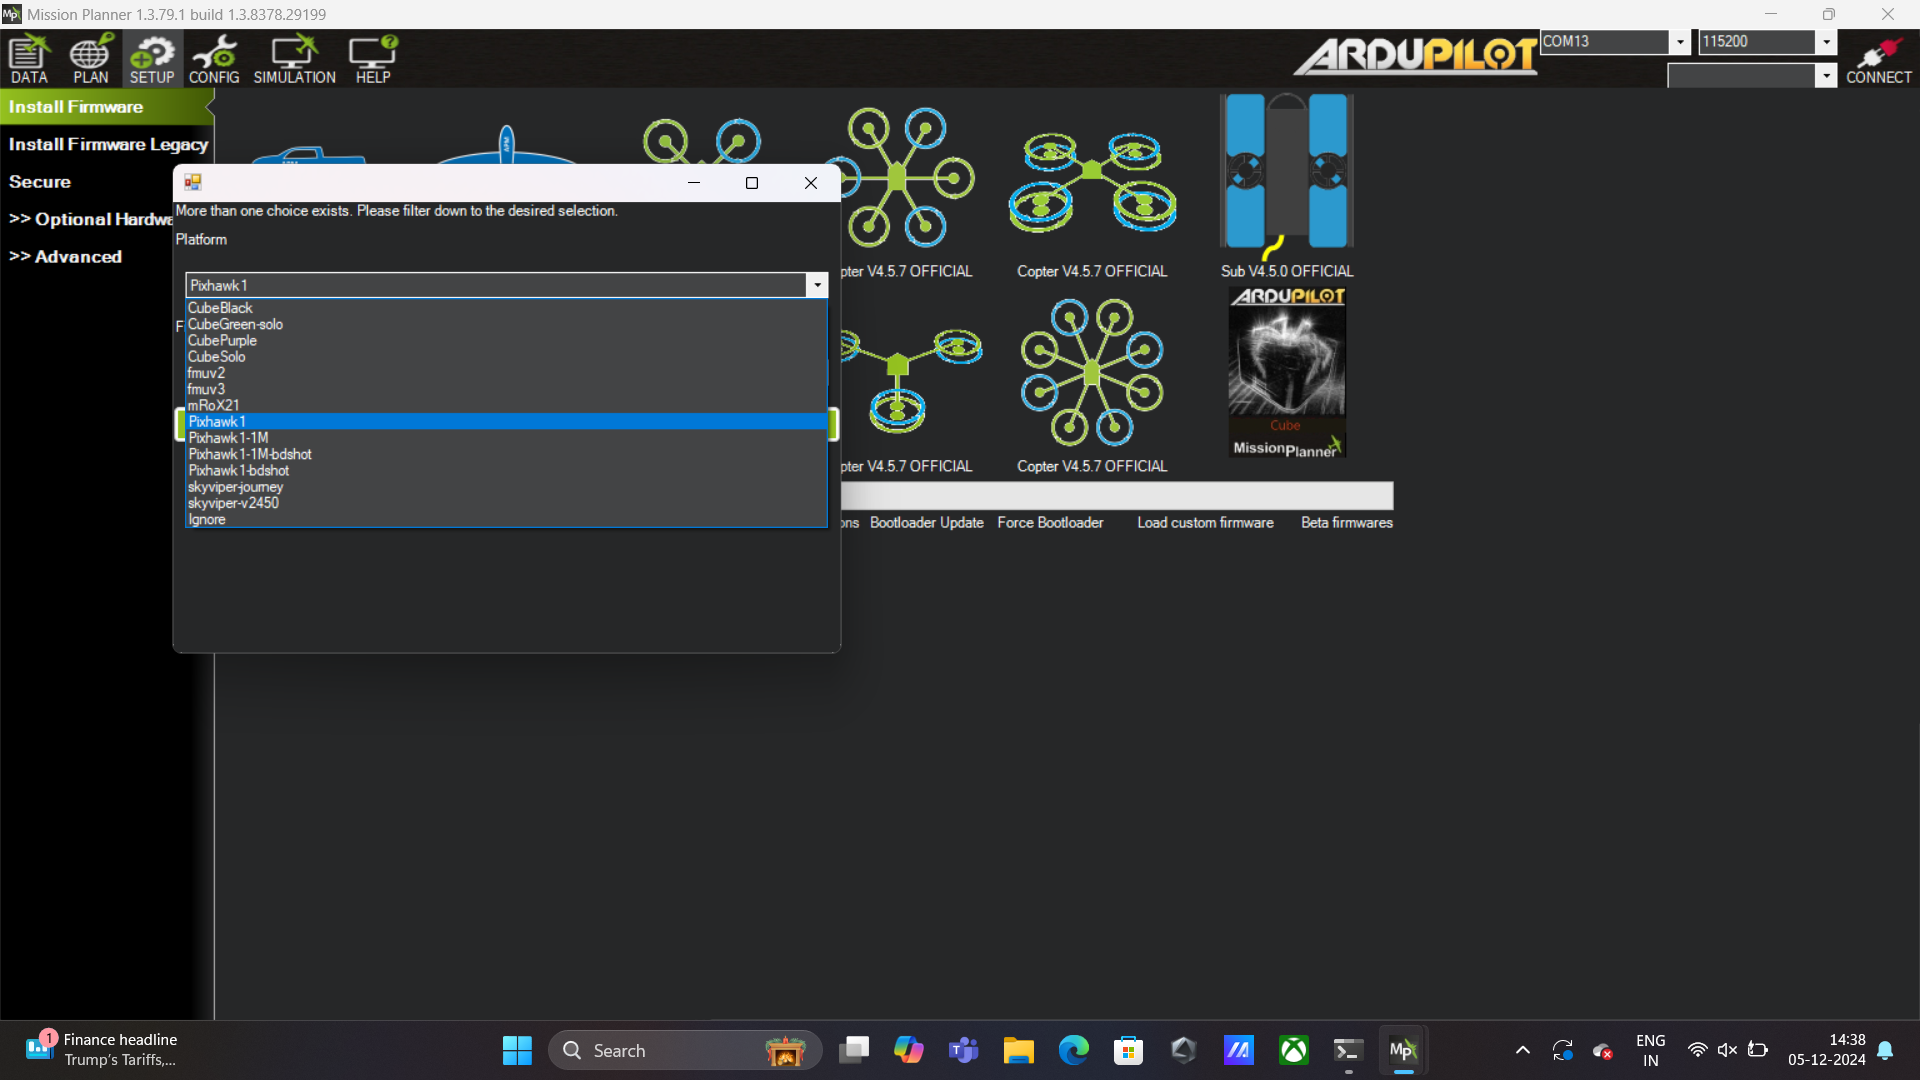 Mission Planner 1.3.79.1 build 1.3.8378.29199
DATA
PLAN
SETUP
CONFIG
SIMULATION
HELP
ARDUPILOT
COM13
115200
CONNECT
Install Firmware
Install Firmware Legacy
Secure
>> Optional Hardwa
>> Advanced
More than one choice exists. Please filter down to the desired selection.
Platform
Pixhawk1
CubeBlack
CubeGreen-solo
CubePurple
CubeSolo
fmuv2
fmuv3
mRoX21
Pixhawk1
Pixhawk1-1M
Pixhawk1-1M-bdshot
Pixhawk1-bdshot
skyviper-journey
skyviper-v2450
Ignore
pter V4.5.7 OFFICIAL
Copter V4.5.7 OFFICIAL
Sub V4.5.0 OFFICIAL
ARDUPILOT
Cube
MissionPlanner
pter V4.5.7 OFFICIAL
Copter V4.5.7 OFFICIAL
ons
Bootloader Update
Force Bootloader
Load custom firmware
Beta firmwares
1
Finance headline
Trump's Tariffs,...
Search
MP
ENG
IN
14:38
05-12-2024